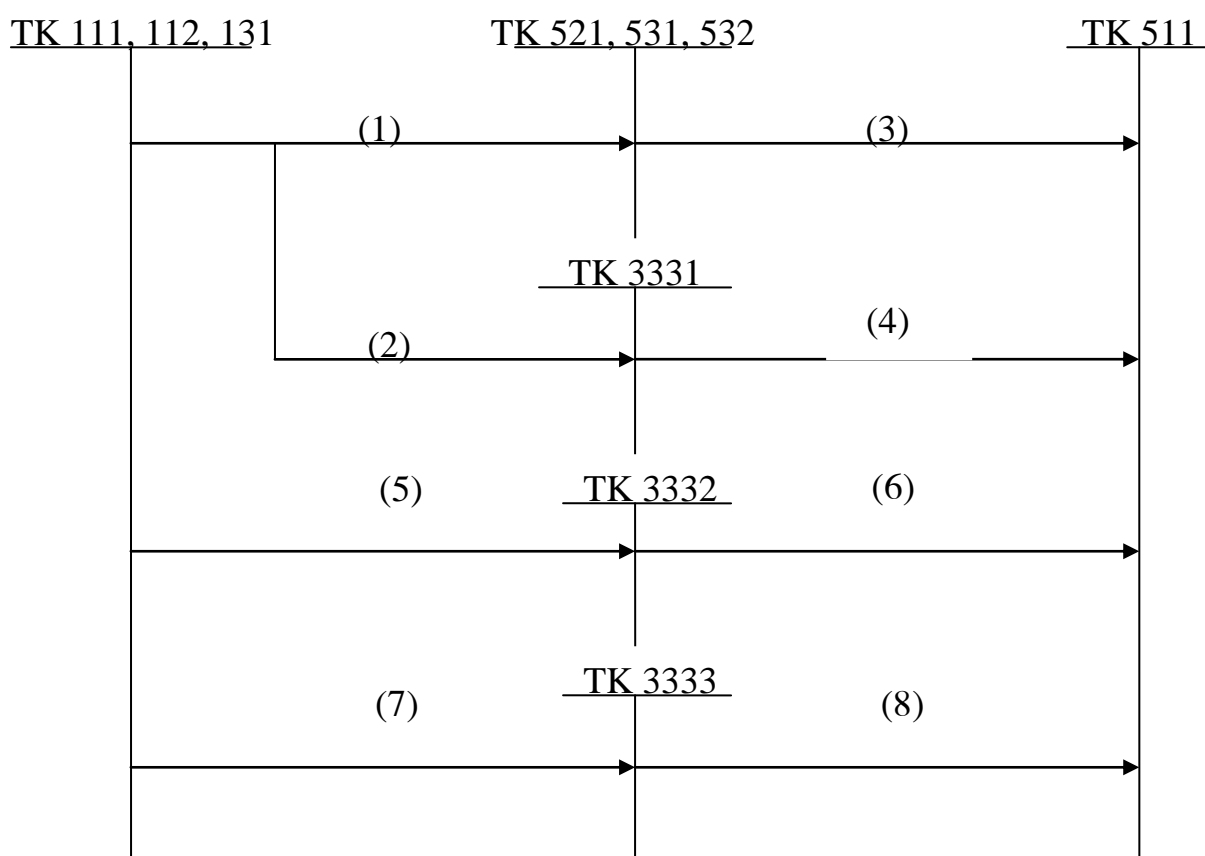 TK 111, 112, 131 TK 521, 531, 532 TK 511
(1) (3)
TK 3331
(2) (4)
(5) TK 3332 (6)
TK 3333
(7) (8)